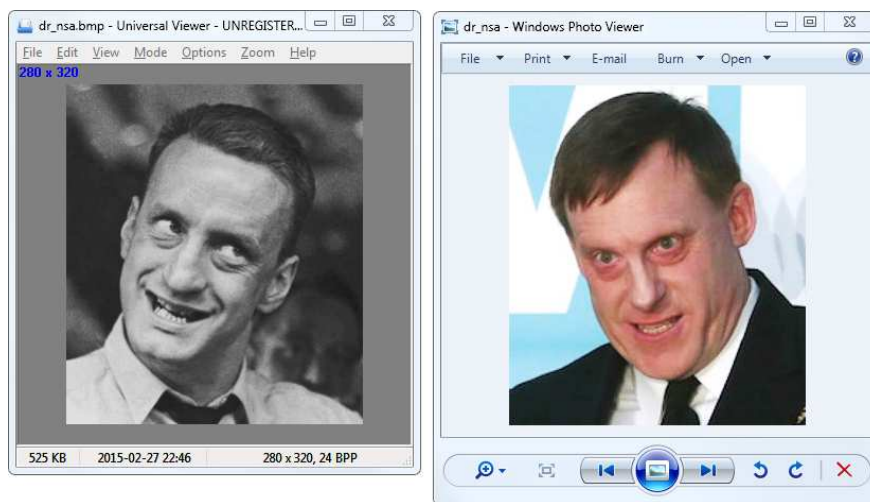 dr_nsa.bmp - Universal Viewer - UNREGISTER...
File Edit View Mode Options Zoom Help
280 x 320
525 KB 2015-02-27 22:46 280 x 320, 24 BPP
dr_nsa - Windows Photo Viewer
File Print E-mail Burn Open